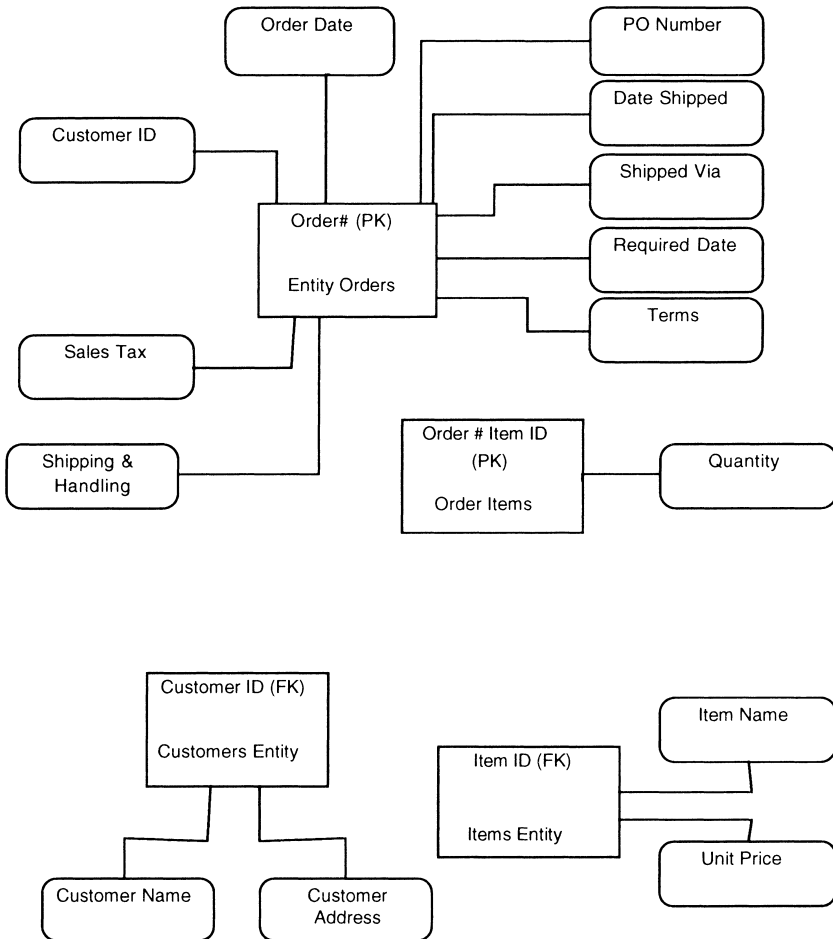 Order Date
PO Number
Date Shipped
Customer ID
Shipped Via
Order# (PK)
Required Date
Entity Orders
Terms
Sales Tax
Order # Item ID
(PK)
Order Items
Shipping &
Handling
Quantity
Customer ID (FK)
Customers Entity
Item Name
Item ID (FK)
Items Entity
Unit Price
Customer Name
Customer
Address